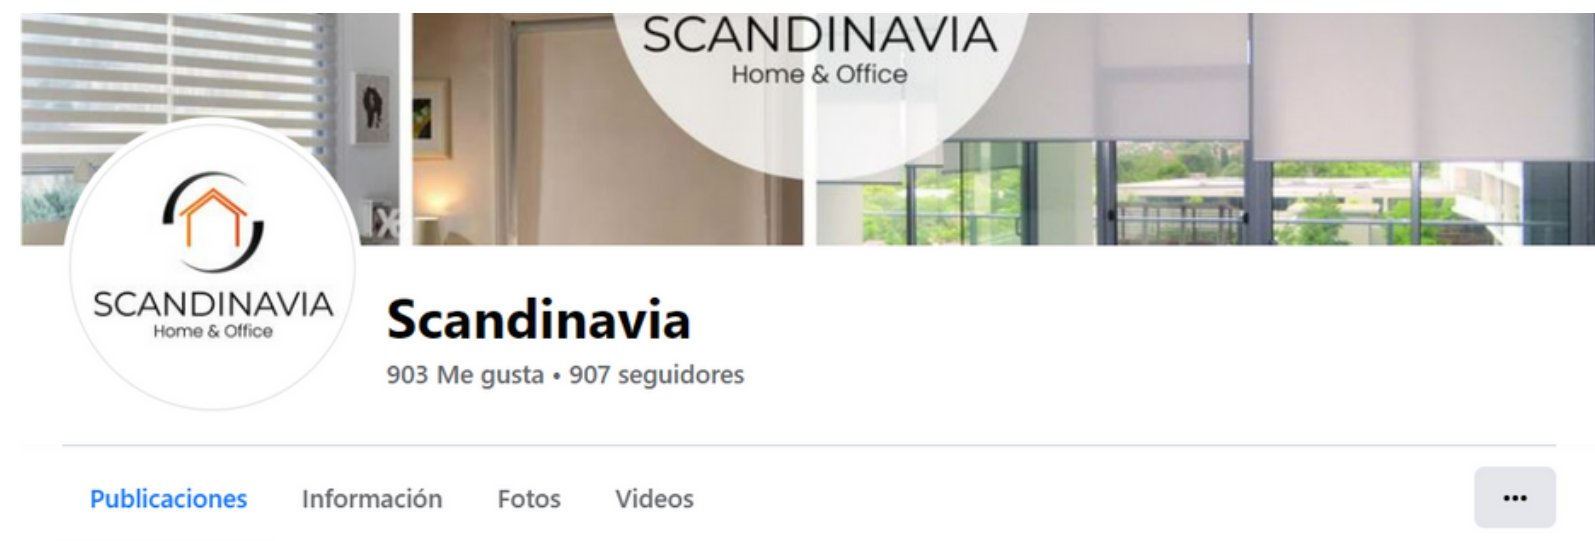 SCANDINAVIA
Home & Office
SCANDINAVIA
Home & Office
Scandinavia
903 Me gusta • 907 seguidores
Publicaciones Información Fotos Videos